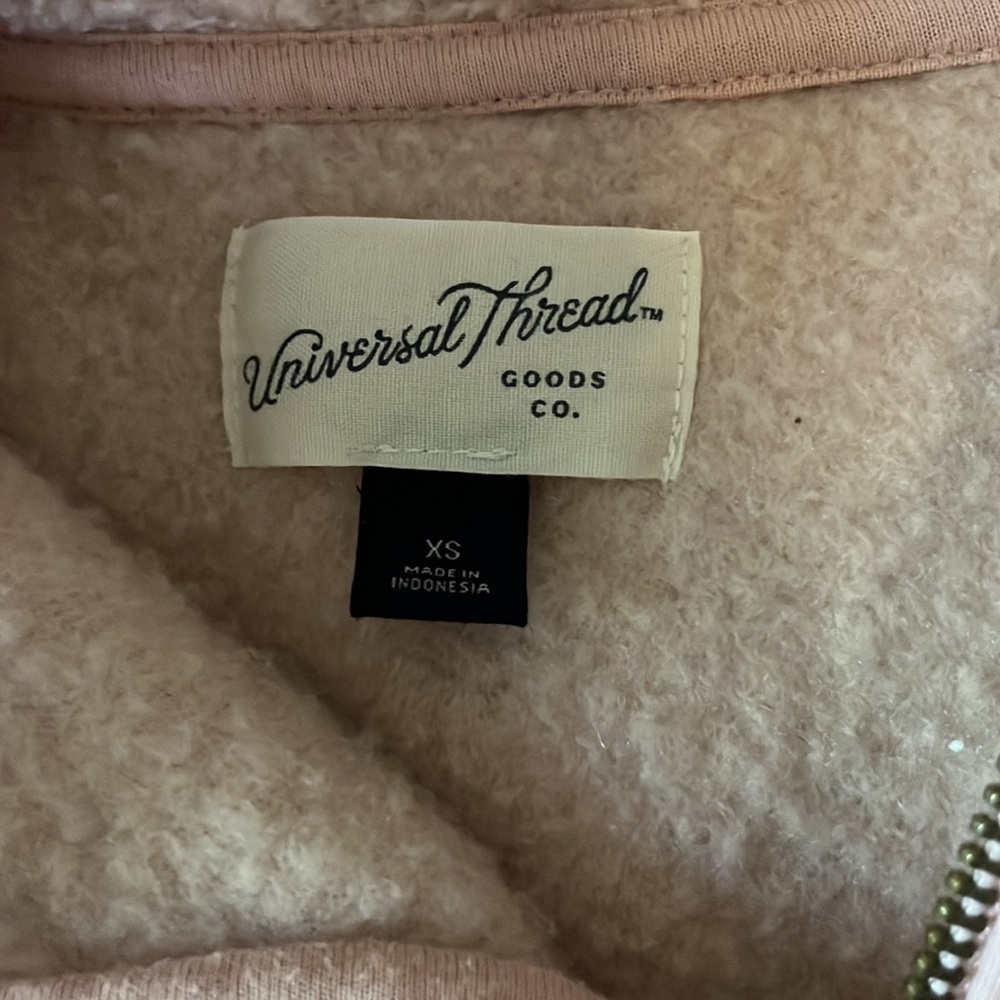 Universal Thread™
GOODS
CO.
XS
MADE IN
INDONESIA